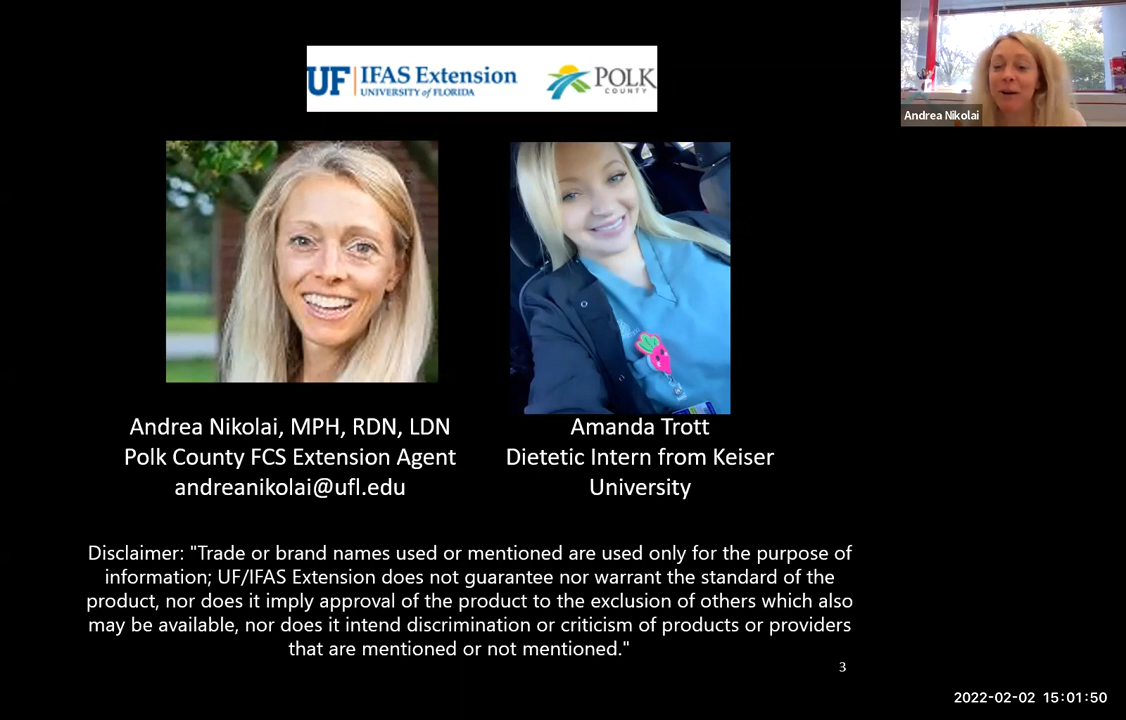 UF IFAS Extension
UNIVERSITY of FLORIDA
POLK
COUNTY
Andrea Nikolai
Andrea Nikolai, MPH, RDN, LDN
Polk County FCS Extension Agent
andreanikolai@ufl.edu
Amanda Trott
Dietetic Intern from Keiser
University
Disclaimer: "Trade or brand names used or mentioned are used only for the purpose of
information; UF/IFAS Extension does not guarantee nor warrant the standard of the
product, nor does it imply approval of the product to the exclusion of others which also
may be available, nor does it intend discrimination or criticism of products or providers
that are mentioned or not mentioned."
3
2022-02-02 15:01:50